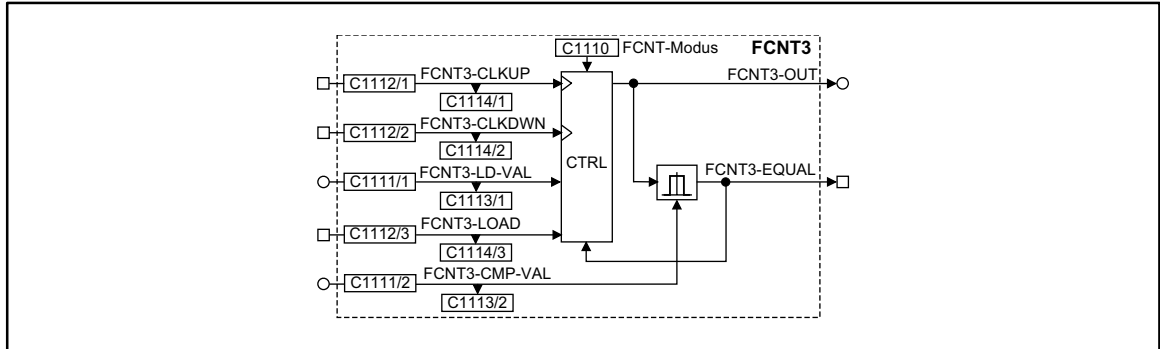 C1110 FCNT-Modus FCNT3
C1112/1 FCNT3-CLKUP FCNT3-OUT
C1114/1
C1112/2 FCNT3-CLKDWN
C1114/2
CTRL
C1111/1 FCNT3-LD-VAL FCNT3-EQUAL
C1113/1
C1112/3 FCNT3-LOAD
C1114/3
C1111/2 FCNT3-CMP-VAL
C1113/2